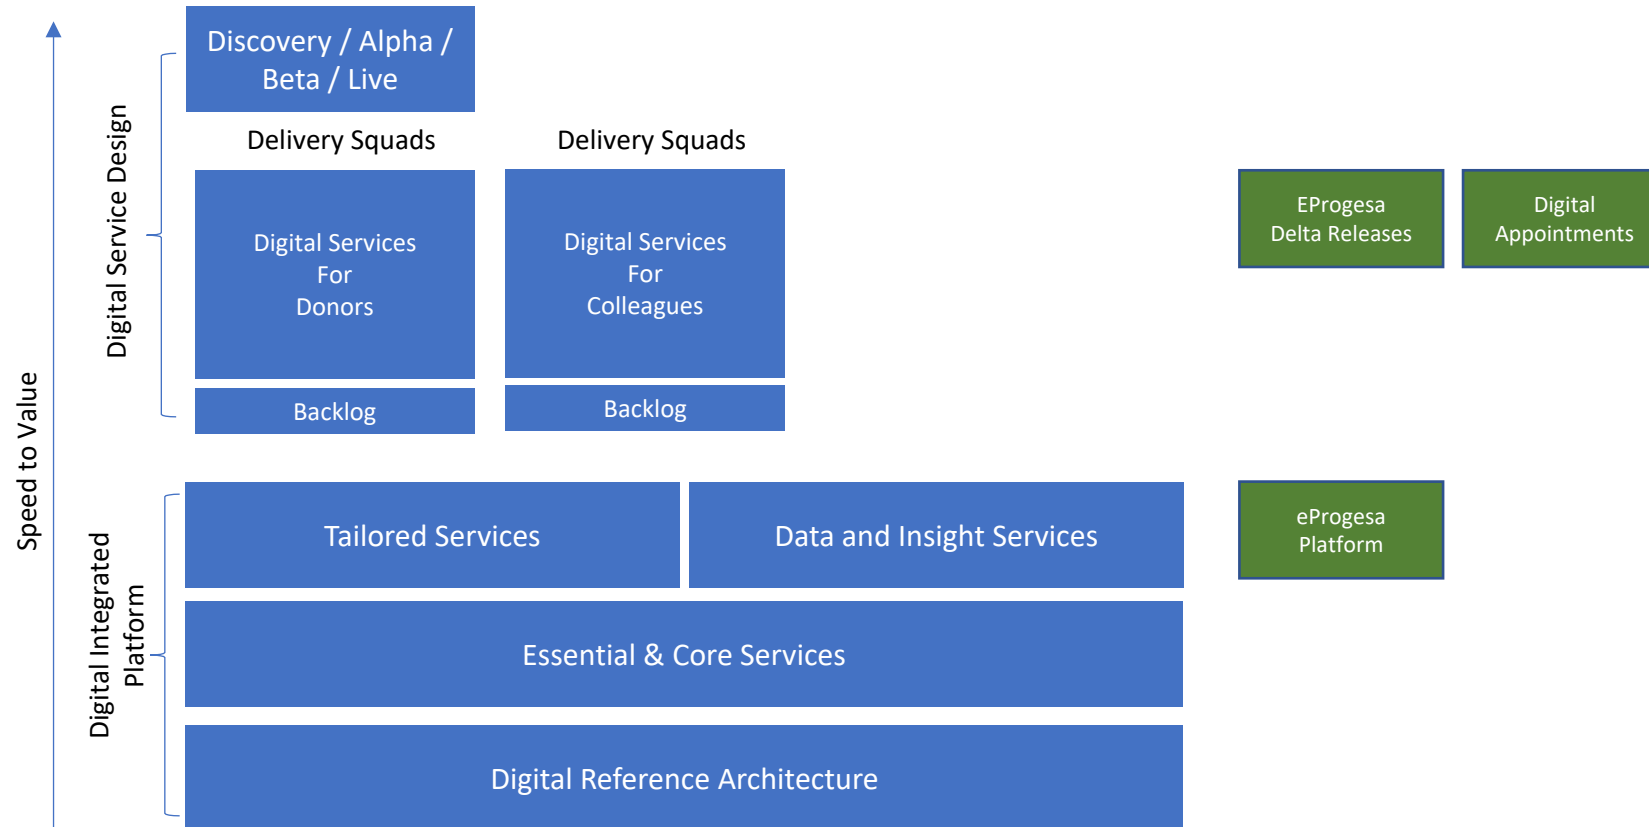 Discovery / Alpha /
Beta / Live
Delivery Squads
Delivery Squads
Digital Service Design
Digital Services
For
Donors
Digital Services
For
Colleagues
EProgesa
Delta Releases
Digital
Appointments
Backlog
Backlog
Speed to Value
Digital Integrated
Platform
Tailored Services
Data and Insight Services
eProgesa
Platform
Essential & Core Services
Digital Reference Architecture